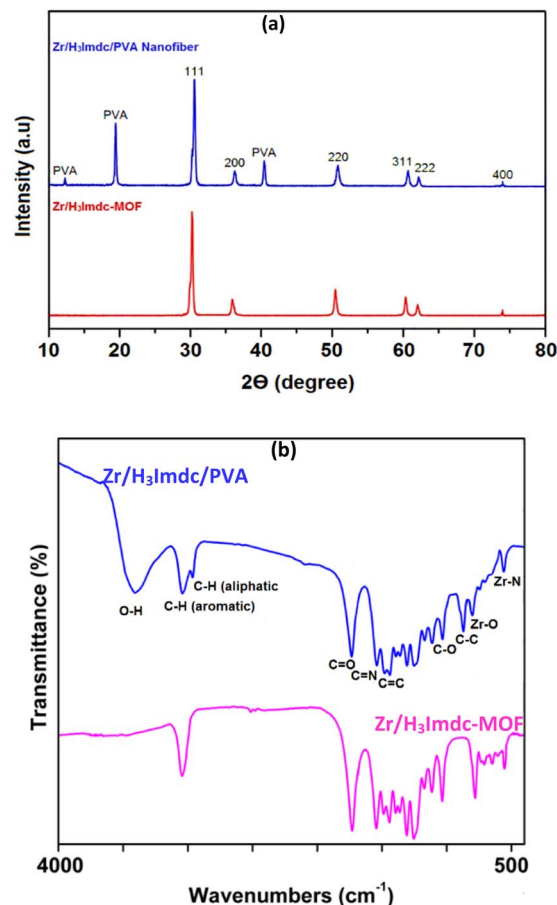 (a)
Zr/H₃Imdc/PVA Nanofiber
111
PVA
PVA
200
PVA
220
311
222
400
Zr/H₃Imdc-MOF
Intensity (a.u)
10 20 30 40 50 60 70 80
2Θ (degree)
(b)
Zr/H₃Imdc/PVA
O-H
C-H (aromatic)
C-H (aliphatic)
C=O
C=N
C=C
C-O
C-C
Zr-O
Zr-N
Zr/H₃Imdc-MOF
Transmittance (%)
4000 500
Wavenumbers (cm⁻¹)